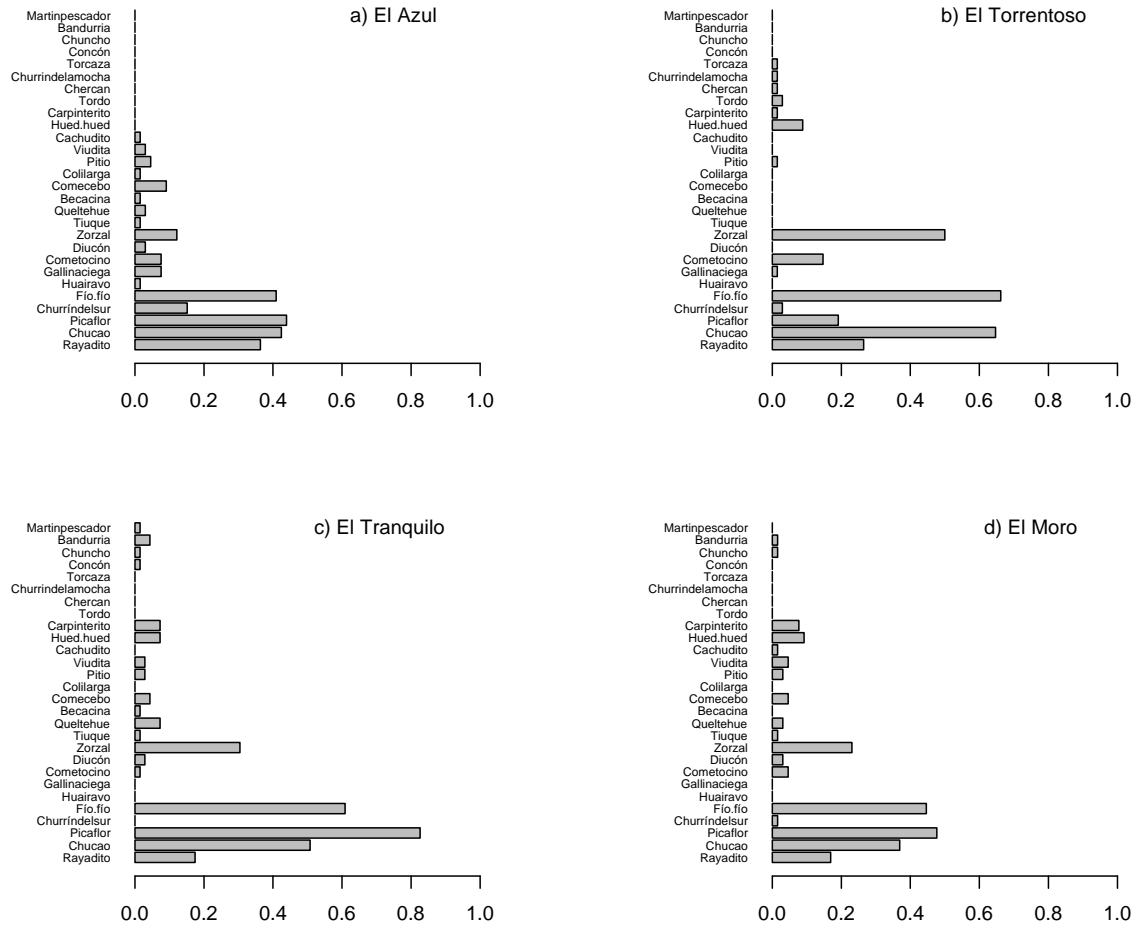 a) El Azul
Martinpescador
Bandurria
Chuncho
Concón
Torcaza
Churrindelamocha
Chercan
Tordo
Carpinterito
Hued.hued
Cachudito
Viudita
Pitio
Colilarga
Comecebo
Becacina
Queltehue
Tiuque
Zorzal
Diucón
Cometocino
Gallinaciega
Huairavo
Fío.fío
Churríndelsur
Picaflor
Chucao
Rayadito
0.0 0.2 0.4 0.6 0.8 1.0
b) El Torrentoso
Martinpescador
Bandurria
Chuncho
Concón
Torcaza
Churrindelamocha
Chercan
Tordo
Carpinterito
Hued.hued
Cachudito
Viudita
Pitio
Colilarga
Comecebo
Becacina
Queltehue
Tiuque
Zorzal
Diucón
Cometocino
Gallinaciega
Huairavo
Fío.fío
Churríndelsur
Picaflor
Chucao
Rayadito
0.0 0.2 0.4 0.6 0.8 1.0
c) El Tranquilo
Martinpescador
Bandurria
Chuncho
Concón
Torcaza
Churrindelamocha
Chercan
Tordo
Carpinterito
Hued.hued
Cachudito
Viudita
Pitio
Colilarga
Comecebo
Becacina
Queltehue
Tiuque
Zorzal
Diucón
Cometocino
Gallinaciega
Huairavo
Fío.fío
Churríndelsur
Picaflor
Chucao
Rayadito
0.0 0.2 0.4 0.6 0.8 1.0
d) El Moro
Martinpescador
Bandurria
Chuncho
Concón
Torcaza
Churrindelamocha
Chercan
Tordo
Carpinterito
Hued.hued
Cachudito
Viudita
Pitio
Colilarga
Comecebo
Becacina
Queltehue
Tiuque
Zorzal
Diucón
Cometocino
Gallinaciega
Huairavo
Fío.fío
Churríndelsur
Picaflor
Chucao
Rayadito
0.0 0.2 0.4 0.6 0.8 1.0